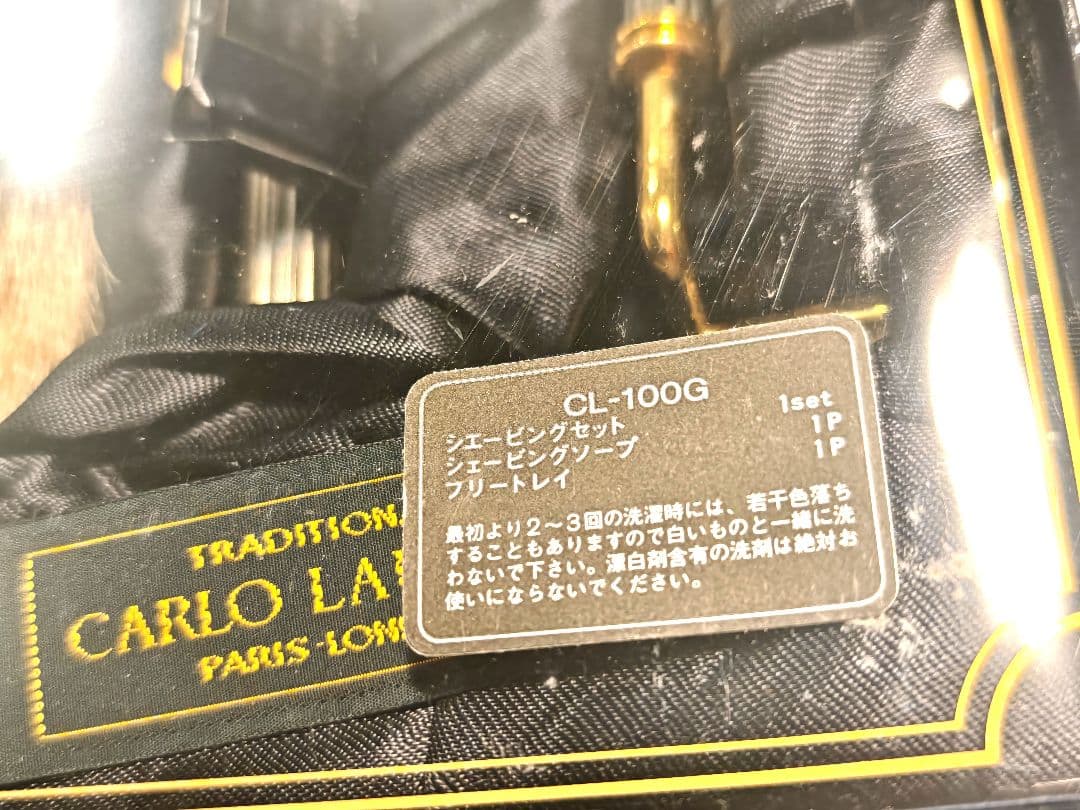 CL-100G
シエービングセット 1set
シェービングソープ 1P
フリートレイ 1P
最初より2〜3回の洗濯時には、若干色落ち
することもありますので白いものと一緒に洗
わないで下さい。漂白剤含有の洗剤は絶対お
使いにならないでください。
CARLO
PARIS-